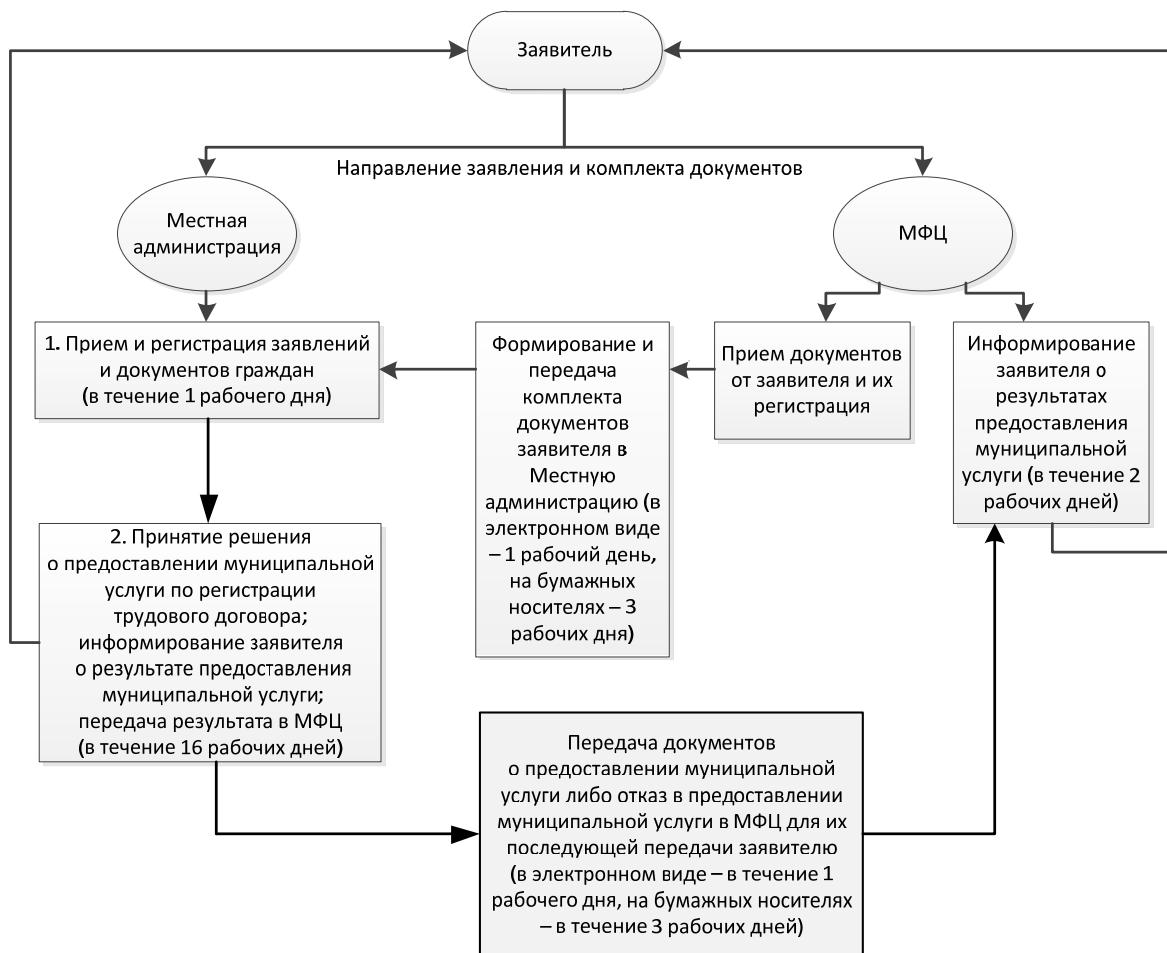 Заявитель
Направление заявления и комплекта документов
Местная
администрация
МФЦ
1. Прием и регистрация заявлений
и документов граждан
(в течение 1 рабочего дня)
Формирование и
передача
комплекта
документов
заявителя в
Местную
администрацию (в
электронном виде
– 1 рабочий день,
на бумажных
носителях – 3
рабочих дня)
Прием документов
от заявителя и их
регистрация
Информирование
заявителя о
результатах
предоставления
муниципальной
услуги (в течение 2
рабочих дней)
2. Принятие решения
о предоставлении муниципальной
услуги по регистрации
трудового договора;
информирование заявителя
о результате предоставления
муниципальной услуги;
передача результата в МФЦ
(в течение 16 рабочих дней)
Передача документов
о предоставлении муниципальной
услуги либо отказ в предоставлении
муниципальной услуги в МФЦ для их
последующей передачи заявителю
(в электронном виде – в течение 1
рабочего дня, на бумажных носителях
– в течение 3 рабочих дней)